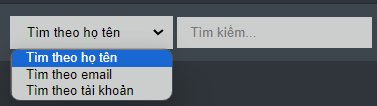 Tìm theo họ tên
Tìm kiếm...
Tìm theo họ tên
Tìm theo email
Tìm theo tài khoản